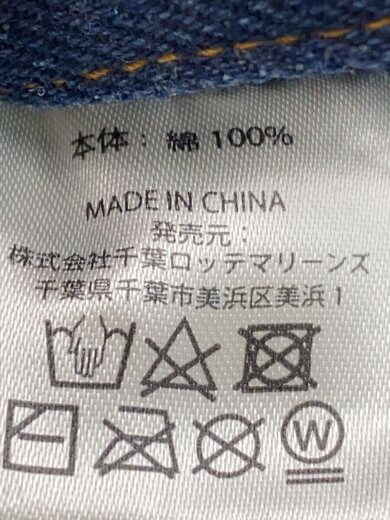 本体：綿 100%
MADE IN CHINA
発売元：
株式会社千葉ロッテマリーンズ
千葉県千葉市美浜区美浜 1
W